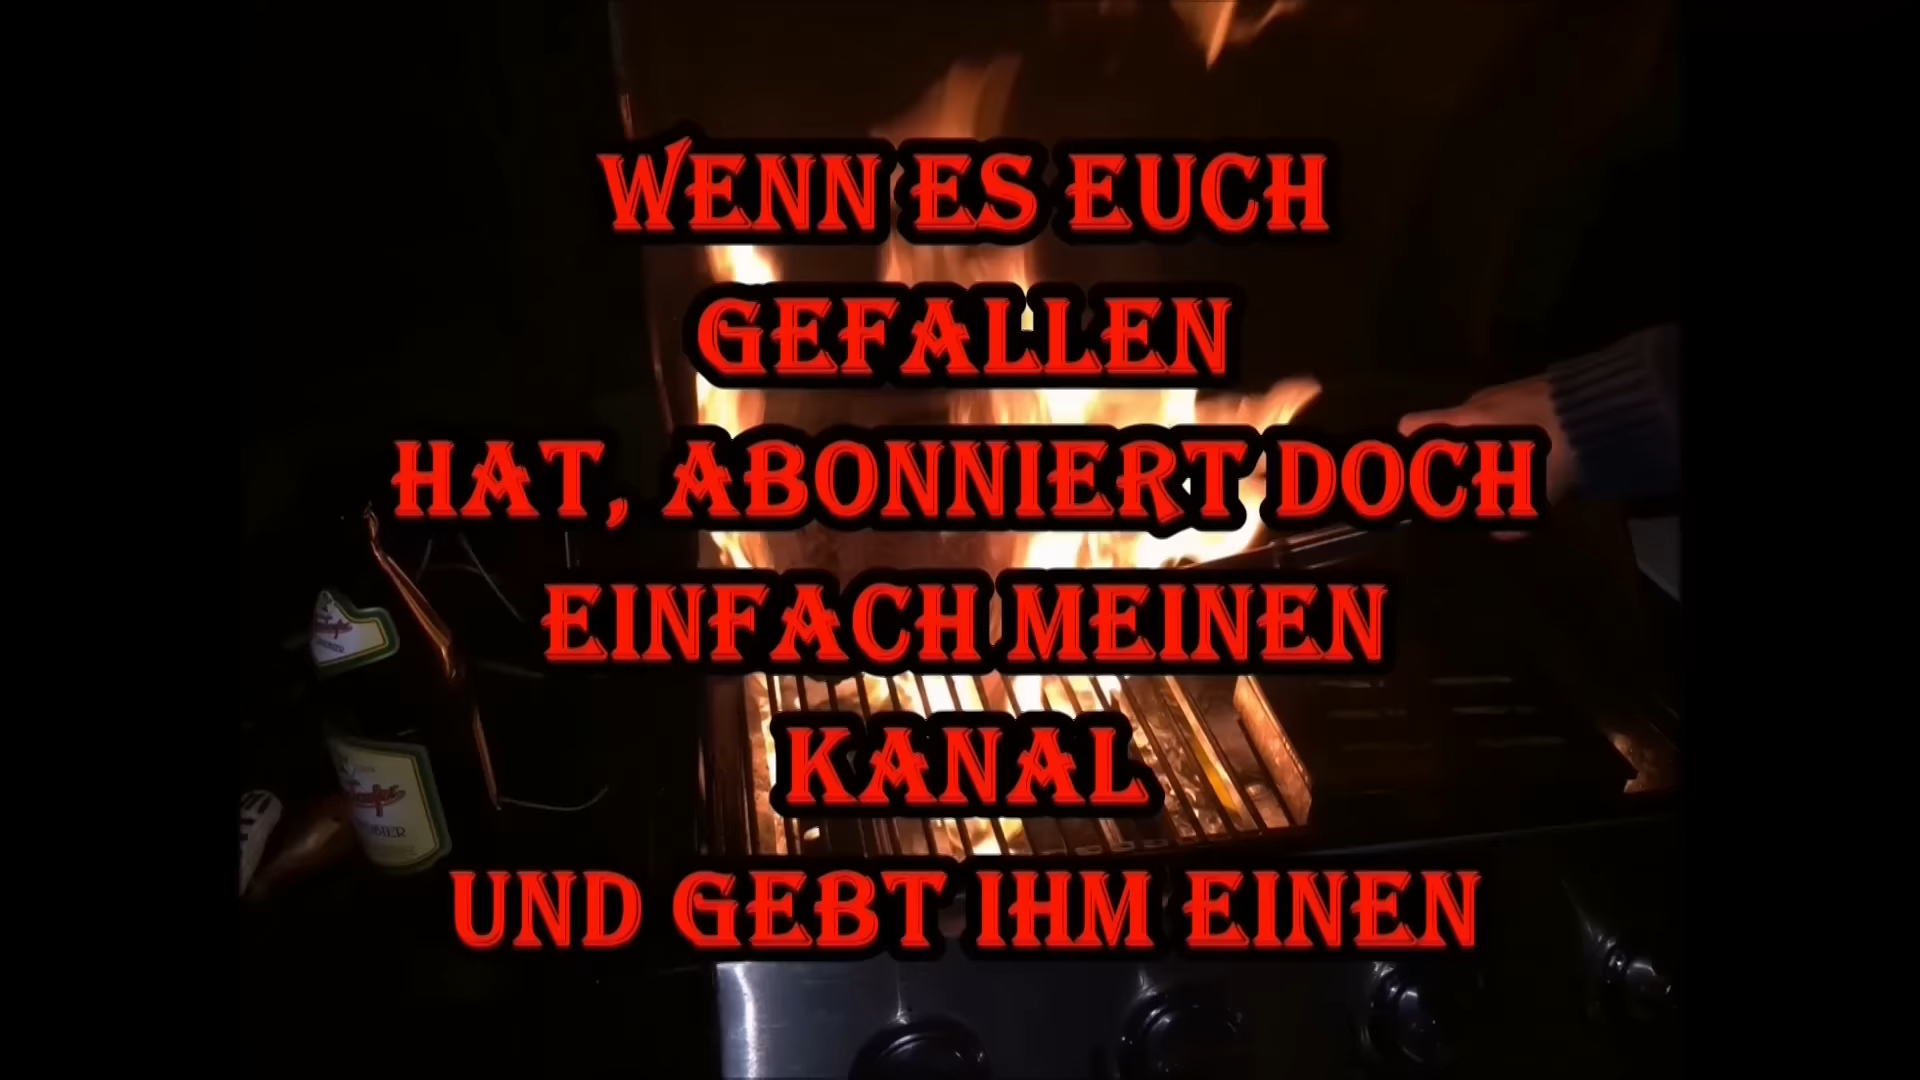 WENN ES EUCH
GEFALLEN
HAT, ABONNIERT DOCH
EINFACH MEINEN
KANAL
UND GEBT IHM EINEN